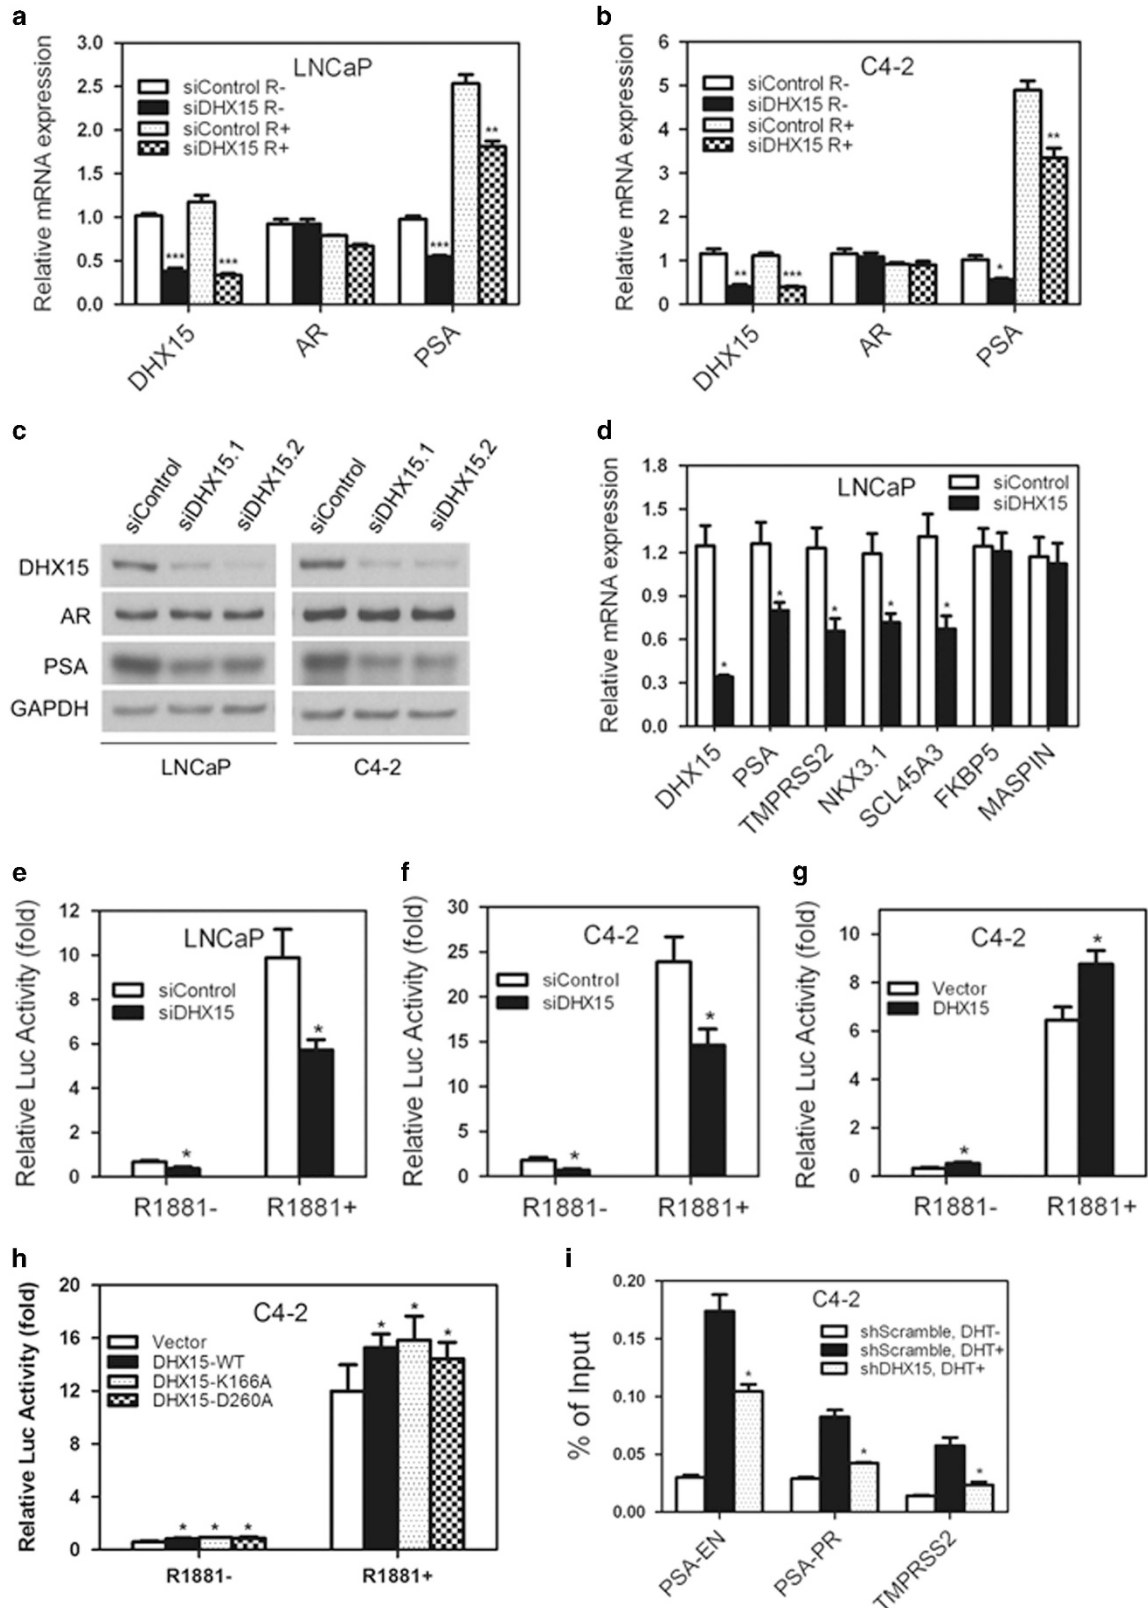 a
Relative mRNA expression
3.0
2.5
2.0
1.5
1.0
0.5
0.0
LNCaP
siControl R-
siDHX15 R-
siControl R+
siDHX15 R+
***
***
***
**
DHX15
AR
PSA
b
Relative mRNA expression
6
5
4
3
2
1
0
C4-2
siControl R-
siDHX15 R-
siControl R+
siDHX15 R+
**
***
*
**
DHX15
AR
PSA
c
siControl
siDHX15.1
siDHX15.2
siControl
siDHX15.1
siDHX15.2
DHX15
AR
PSA
GAPDH
LNCaP
C4-2
d
Relative mRNA expression
1.8
1.5
1.2
0.9
0.6
0.3
0.0
LNCaP
siControl
siDHX15
*
*
*
*
*
DHX15
PSA
TMPRSS2
NKX3.1
SCL45A3
FKBP5
MASPIN
e
Relative Luc Activity (fold)
12
10
8
6
4
2
0
LNCaP
siControl
siDHX15
*
*
R1881-
R1881+
f
Relative Luc Activity (fold)
30
25
20
15
10
5
0
C4-2
siControl
siDHX15
*
*
R1881-
R1881+
g
Relative Luc Activity (fold)
10
8
6
4
2
0
C4-2
Vector
DHX15
*
*
R1881-
R1881+
h
Relative Luc Activity (fold)
20
16
12
8
4
0
C4-2
Vector
DHX15-WT
DHX15-K166A
DHX15-D260A
* * *
*
*
*
R1881-
R1881+
i
% of Input
0.20
0.15
0.10
0.05
0.00
C4-2
shScramble, DHT-
shScramble, DHT+
shDHX15, DHT+
*
*
*
PSA-EN
PSA-PR
TMPRSS2